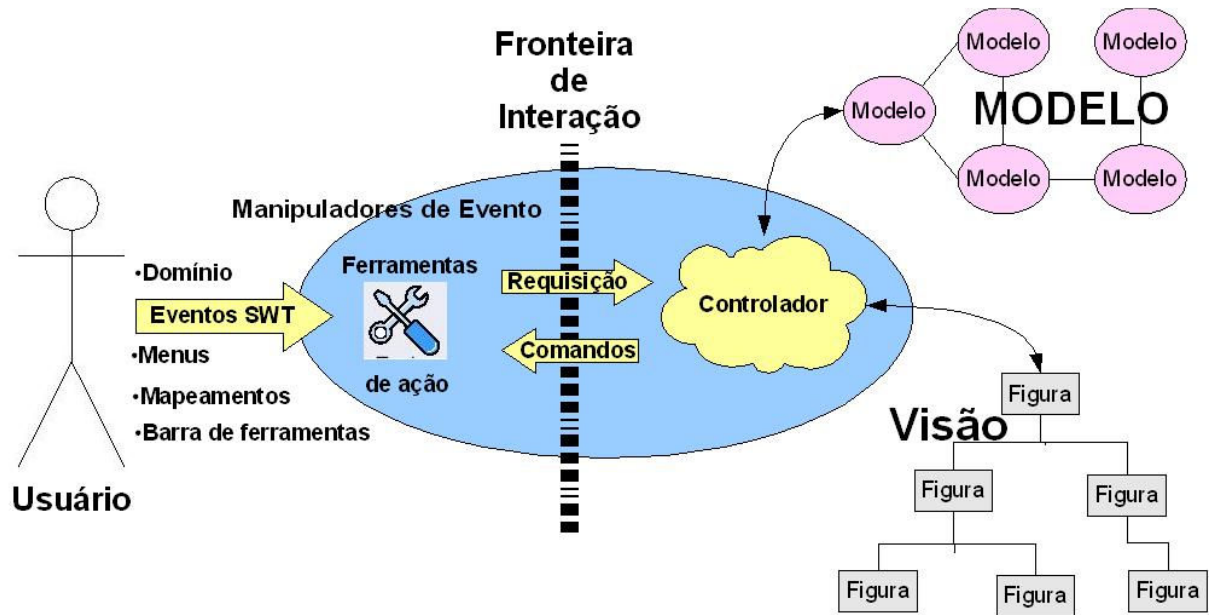 Fronteira
de
Interação
Modelo
Modelo
Modelo
MODELO
Modelo
Modelo
Manipuladores de Evento
•Domínio
Eventos SWT
•Menus
•Mapeamentos
•Barra de ferramentas
Usuário
Ferramentas
de ação
Requisição
Comandos
Controlador
Visão
Figura
Figura
Figura
Figura
Figura
Figura